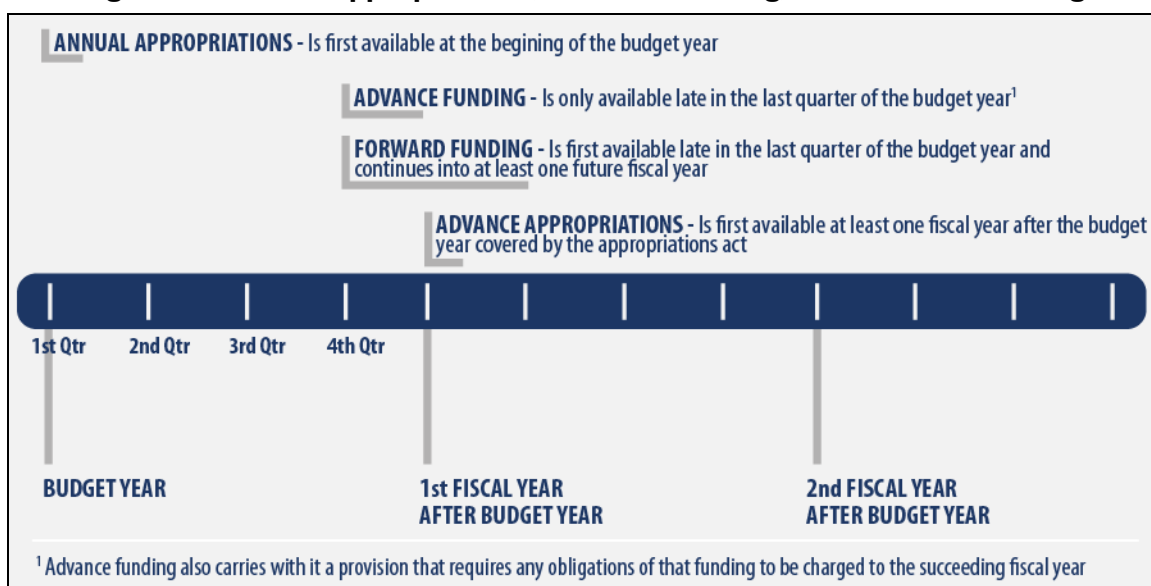 ANNUAL APPROPRIATIONS - Is first available at the begining of the budget year
ADVANCE FUNDING - Is only available late in the last quarter of the budget year¹
FORWARD FUNDING - Is first available late in the last quarter of the budget year and
continues into at least one future fiscal year
ADVANCE APPROPRIATIONS - Is first available at least one fiscal year after the budget
year covered by the appropriations act
1st Qtr 2nd Qtr 3rd Qtr 4th Qtr
BUDGET YEAR
1st FISCAL YEAR
AFTER BUDGET YEAR
2nd FISCAL YEAR
AFTER BUDGET YEAR
¹ Advance funding also carries with it a provision that requires any obligations of that funding to be charged to the succeeding fiscal year